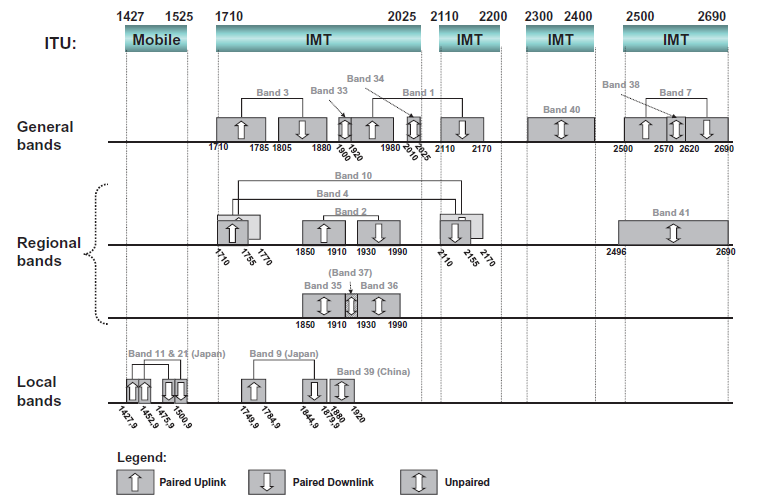 1427 1525 1710 2025 2110 2200 2300 2400 2500 2690
ITU: Mobile IMT IMT IMT IMT
Band 34
Band 3 Band 33 Band 1 Band 38 Band 7
Band 40
General
bands
1710 1785 1805 1880 1900 1920 1980 2010 2025 2110 2170 2500 2570 2620 2690
Band 10
Band 4
Band 2 Band 41
Regional
bands
1710 1755 1770 1850 1910 1930 1990 2110 2155 2170 2496 2690
(Band 37)
Band 35 Band 36
1850 1910 1930 1990
Band 11 & 21 (Japan) Band 9 (Japan)
Band 39 (China)
Local
bands
1427,9 1452,9 1475,9 1500,9 1749,9 1784,9 1844,9 1879,9 1880 1920
Legend:
Paired Uplink Paired Downlink Unpaired